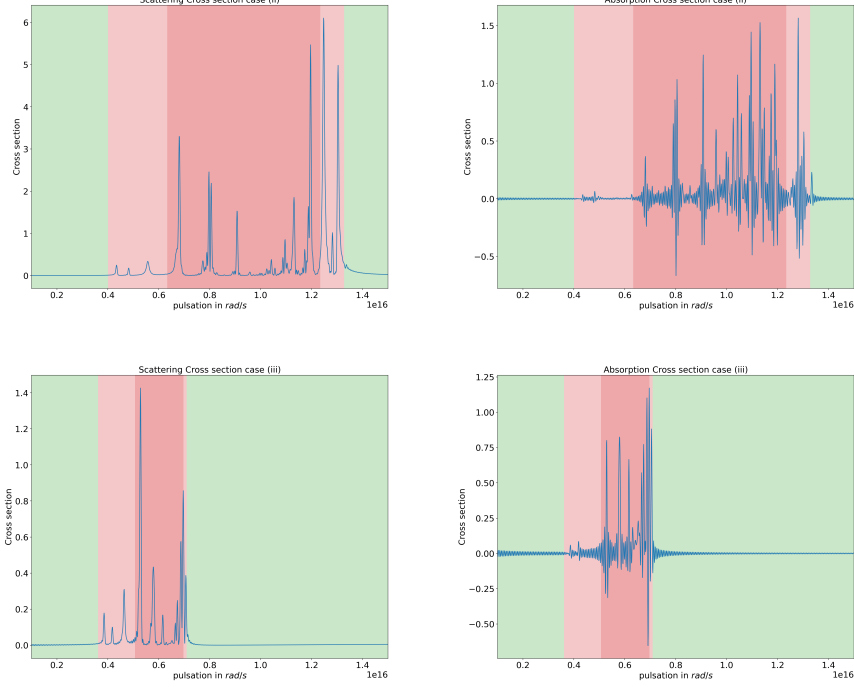 Scattering Cross section case (ii)
Absorption Cross section case (ii)
6
5
4
3
2
1
0
Cross section
0.2 0.4 0.6 0.8 1.0 1.2 1.4
1e16
pulsation in rad/s
1.5
1.0
0.5
0.0
−0.5
Cross section
0.2 0.4 0.6 0.8 1.0 1.2 1.4
1e16
pulsation in rad/s
Scattering Cross section case (iii)
1.4
1.2
1.0
0.8
0.6
0.4
0.2
0.0
Cross section
0.2 0.4 0.6 0.8 1.0 1.2 1.4
1e16
pulsation in rad/s
Absorption Cross section case (iii)
1.25
1.00
0.75
0.50
0.25
0.00
−0.25
−0.50
Cross section
0.2 0.4 0.6 0.8 1.0 1.2 1.4
1e16
pulsation in rad/s